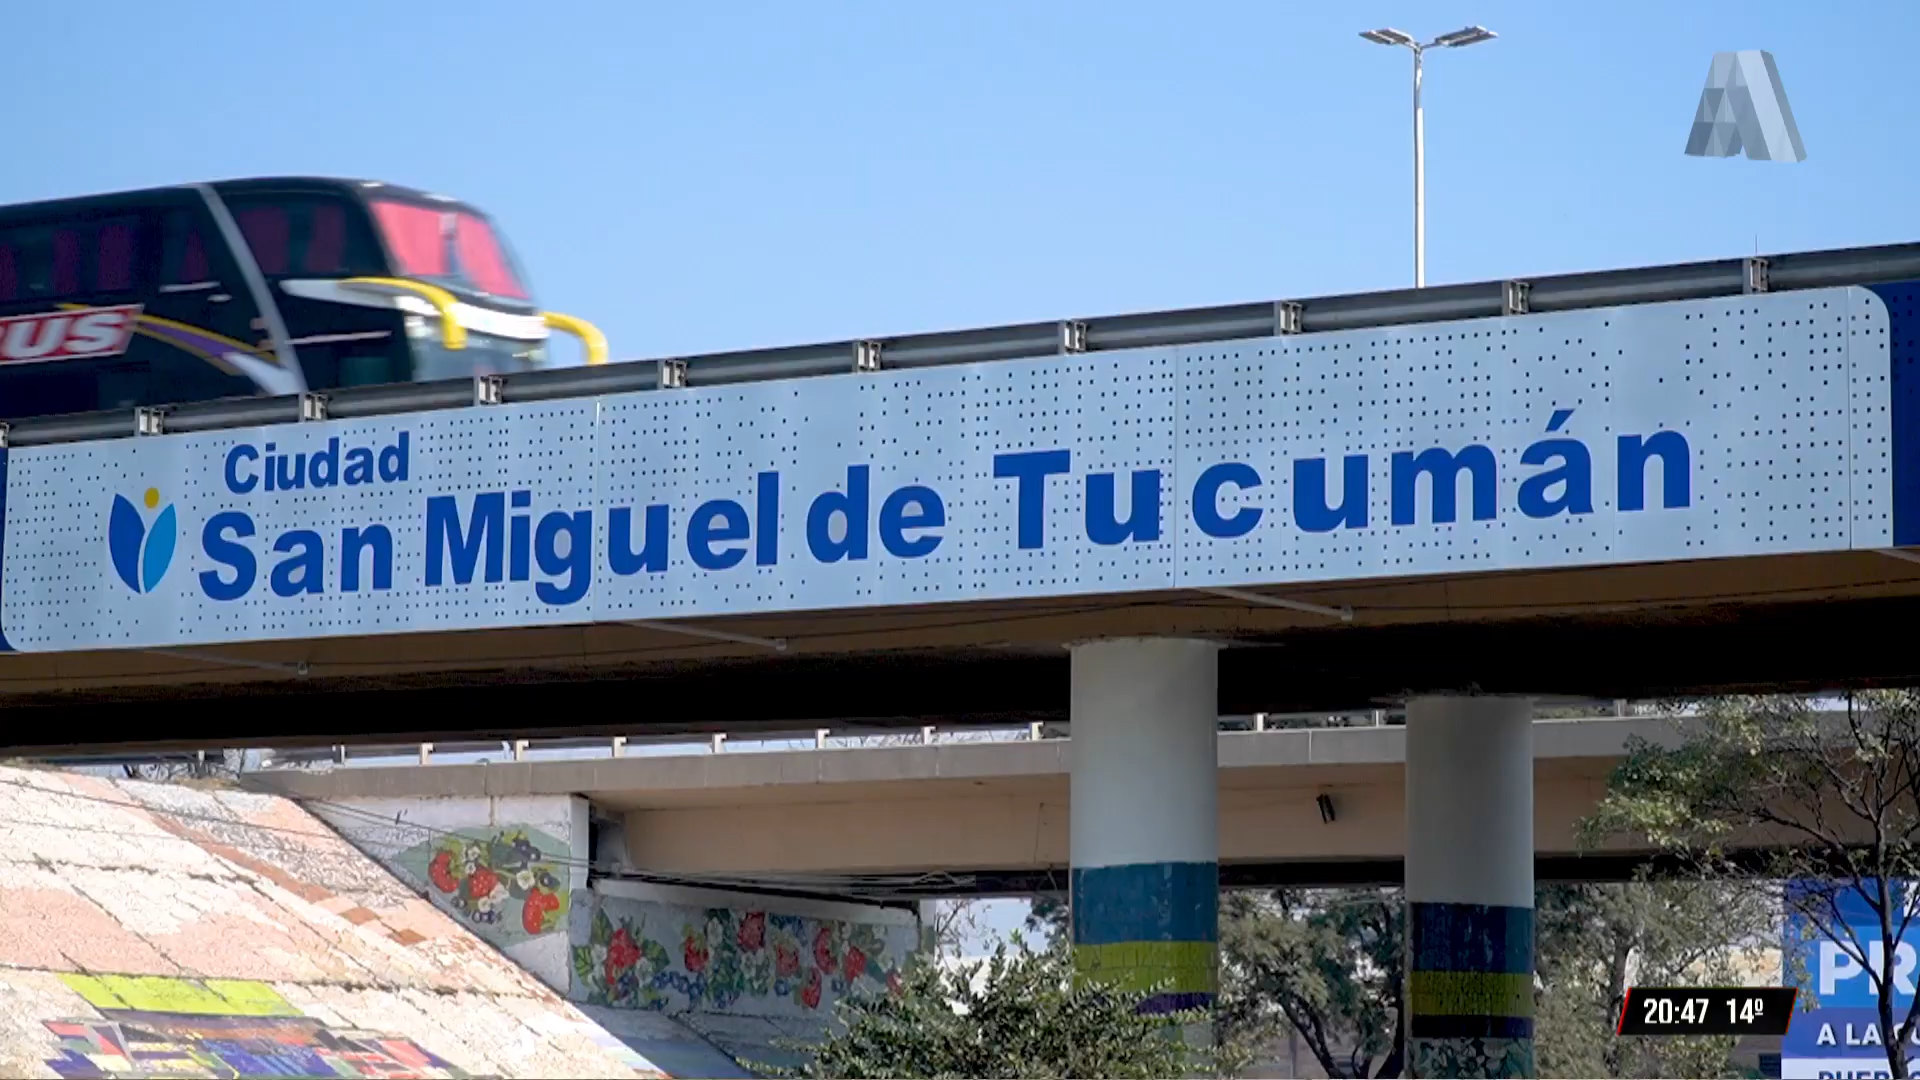 US
Ciudad
San Miguel de Tucumán
PR
A LA
20:47 14º